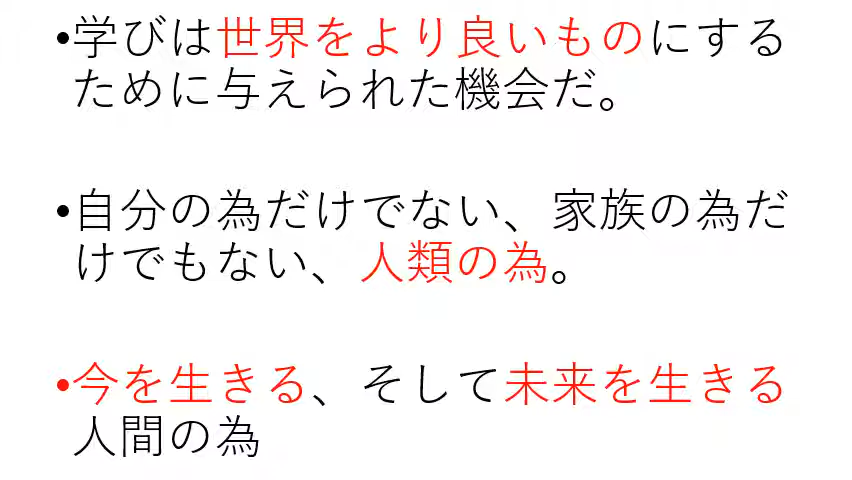 •学びは世界をより良いものにする
ために与えられた機会だ。
•自分の為だけでない、家族の為だ
けでもない、人類の為。
•今を生きる、そして未来を生きる
人間の為